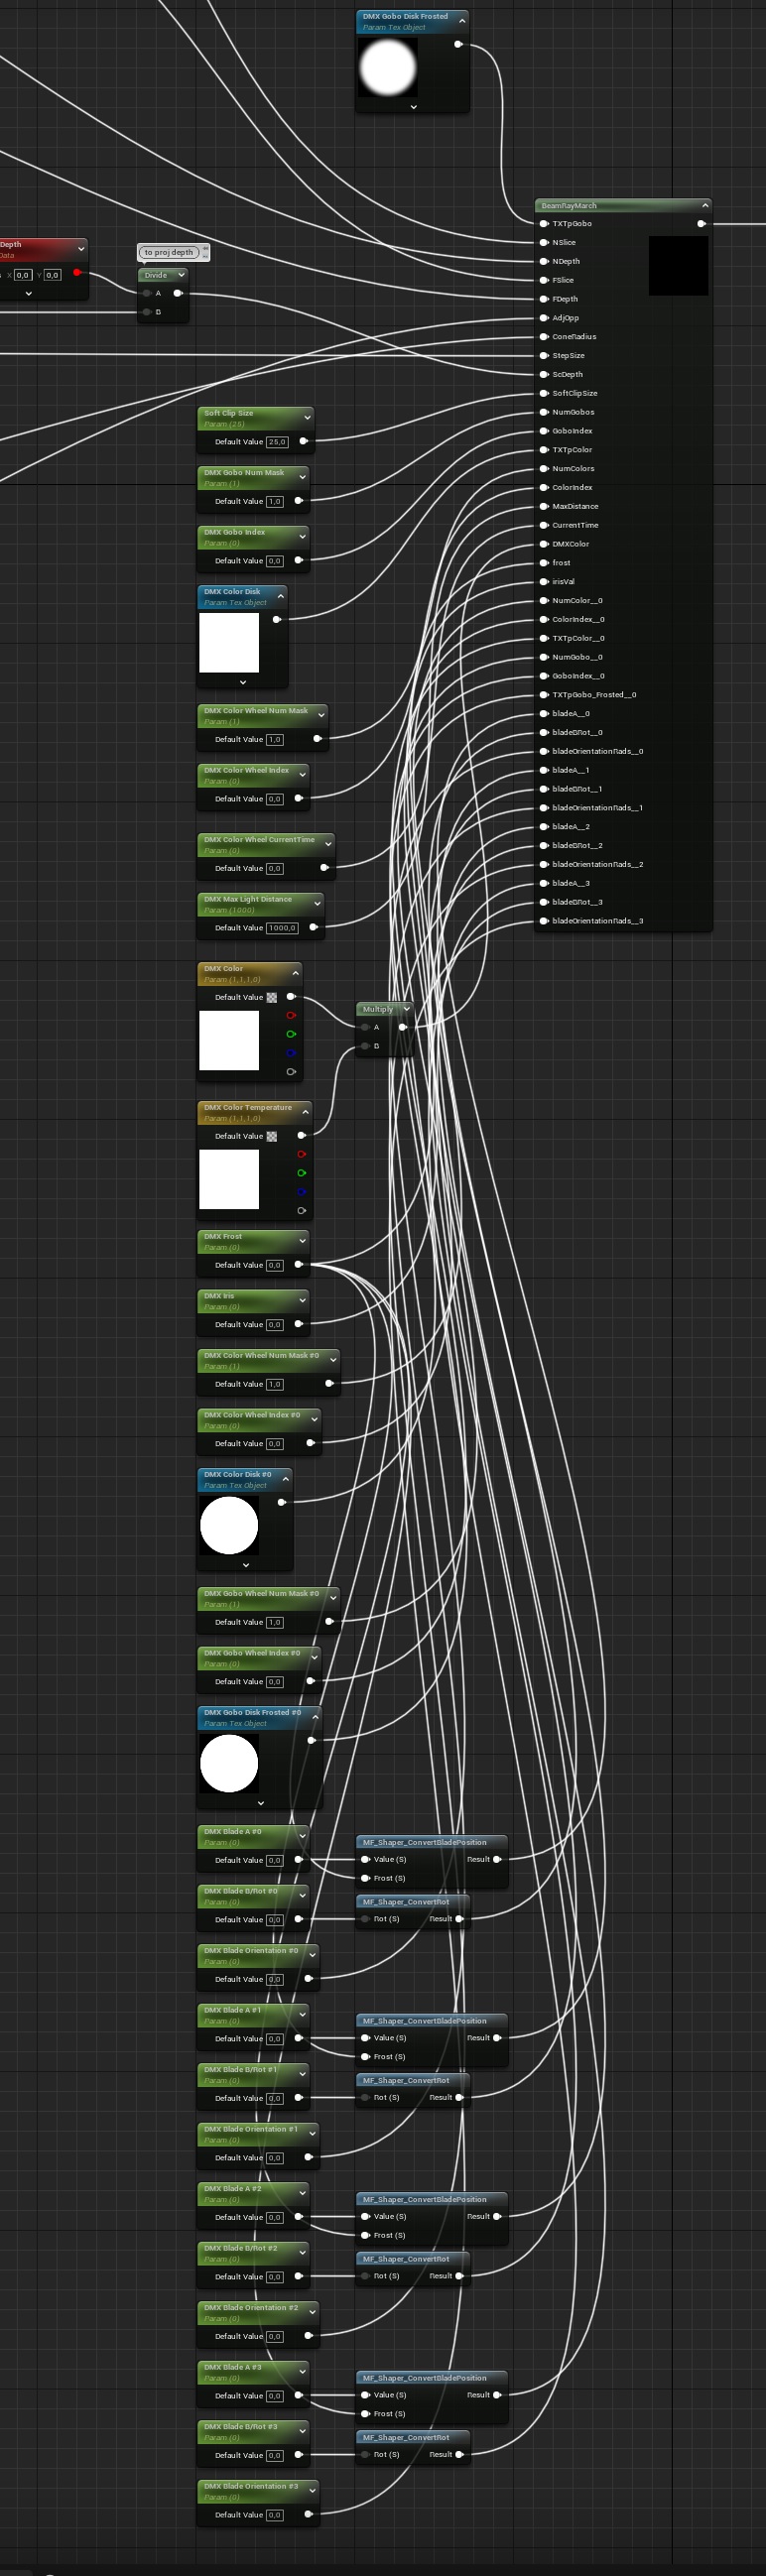 DMX Gobo Disk Frosted
Param Tex Object
BeamRayMarch
TXTpGobo
NSlice
NDepth
FSlice
FDepth
AdjOpp
ConeRadius
StepSize
ScDepth
SoftClipSize
NumGobos
GoboIndex
TXTpColor
NumColors
ColorIndex
MaxDistance
CurrentTime
DMXColor
frost
irisVal
NumColor__0
ColorIndex__0
TXTpColor__0
NumGobo__0
GoboIndex__0
TXTpGobo_Frosted__0
bladeA__0
bladeBRot__0
bladeOrientationRads__0
bladeA__1
bladeBRot__1
bladeOrientationRads__1
bladeA__2
bladeBRot__2
bladeOrientationRads__2
bladeA__3
bladeBRot__3
bladeOrientationRads__3
Depth
Data
X 0,0 Y 0,0
to proj depth
Divide
A
B
Soft Clip Size
Param (26)
Default Value 26,0
DMX Gobo Num Mask
Param (1)
Default Value 1,0
DMX Gobo Index
Param (0)
Default Value 0,0
DMX Color Disk
Param Tex Object
DMX Color Wheel Num Mask
Param (1)
Default Value 1,0
DMX Color Wheel Index
Param (0)
Default Value 0,0
DMX Color Wheel CurrentTime
Param (0)
Default Value 0,0
DMX Max Light Distance
Param (1000)
Default Value 1000,0
DMX Color
Param (1,1,1,0)
Default Value
Multiply
A
B
DMX Color Temperature
Param (1,1,1,0)
Default Value
DMX Frost
Param (0)
Default Value 0,0
DMX Iris
Param (0)
Default Value 0,0
DMX Color Wheel Num Mask #0
Param (1)
Default Value 1,0
DMX Color Wheel Index #0
Param (0)
Default Value 0,0
DMX Color Disk #0
Param Tex Object
DMX Gobo Wheel Num Mask #0
Param (1)
Default Value 1,0
DMX Gobo Wheel Index #0
Param (0)
Default Value 0,0
DMX Gobo Disk Frosted #0
Param Tex Object
DMX Blade A #0
Param (0)
Default Value 0,0
MF_Shaper_ConvertBladePosition
Value (S) Result
Frost (S)
DMX Blade B/Rot #0
Param (0)
Default Value 0,0
MF_Shaper_ConvertRot
Rot (S) Result
DMX Blade Orientation #0
Param (0)
Default Value 0,0
DMX Blade A #1
Param (0)
Default Value 0,0
MF_Shaper_ConvertBladePosition
Value (S) Result
Frost (S)
DMX Blade B/Rot #1
Param (0)
Default Value 0,0
MF_Shaper_ConvertRot
Rot (S) Result
DMX Blade Orientation #1
Param (0)
Default Value 0,0
DMX Blade A #2
Param (0)
Default Value 0,0
MF_Shaper_ConvertBladePosition
Value (S) Result
Frost (S)
DMX Blade B/Rot #2
Param (0)
Default Value 0,0
MF_Shaper_ConvertRot
Rot (S) Result
DMX Blade Orientation #2
Param (0)
Default Value 0,0
DMX Blade A #3
Param (0)
Default Value 0,0
MF_Shaper_ConvertBladePosition
Value (S) Result
Frost (S)
DMX Blade B/Rot #3
Param (0)
Default Value 0,0
MF_Shaper_ConvertRot
Rot (S) Result
DMX Blade Orientation #3
Param (0)
Default Value 0,0